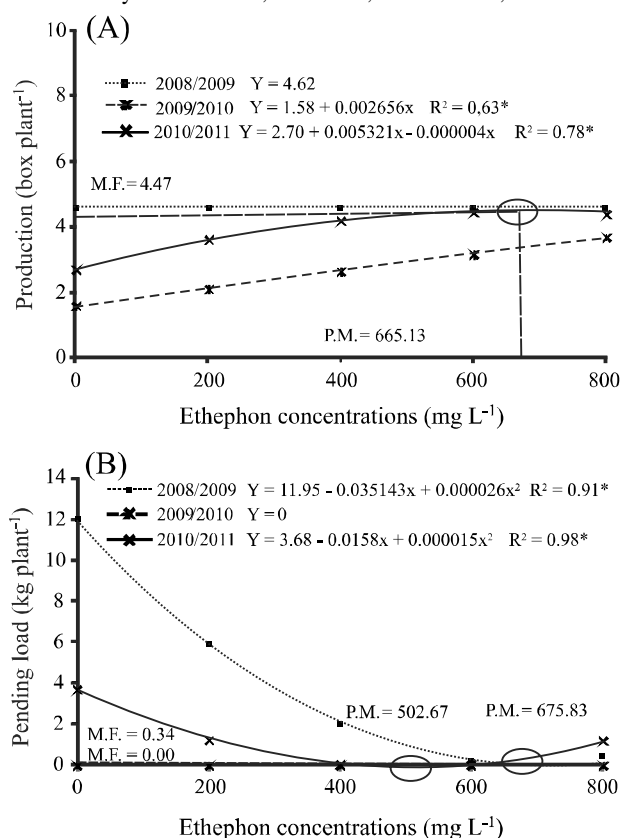 (A)
10
8
6
4
2
0
Production (box plant⁻¹)
2008/2009 Y = 4.62
2009/2010 Y = 1.58 + 0.002656x R² = 0,63*
2010/2011 Y = 2.70 + 0.005321x - 0.000004x R² = 0.78*
M.F. = 4.47
P.M. = 665.13
0 200 400 600 800
Ethephon concentrations (mg L⁻¹)
(B)
14
12
10
8
6
4
2
0
Pending load (kg plant⁻¹)
2008/2009 Y = 11.95 - 0.035143x + 0.000026x² R² = 0.91*
2009/2010 Y = 0
2010/2011 Y = 3.68 - 0.0158x + 0.000015x² R² = 0.98*
P.M. = 502.67 P.M. = 675.83
M.F. = 0.34
M.F. = 0.00
0 200 400 600 800
Ethephon concentrations (mg L⁻¹)